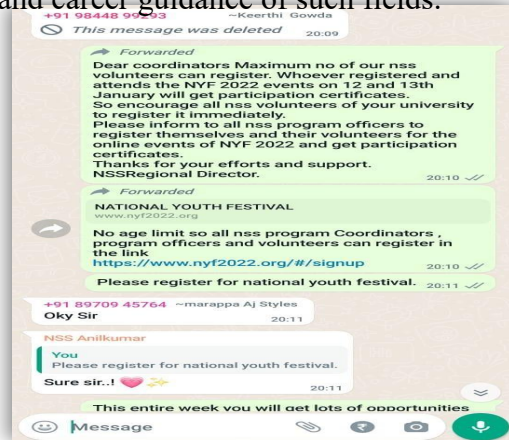 and career guidance of such fields.
+91 98448 99293 ~Keerthi Gowda
This message was deleted 20:09
Forwarded
Dear coordinators Maximum no of our nss
volunteers can register. Whoever registered and
attends the NYF 2022 events on 12 and 13th
January will get participation certificates.
So encourage all nss volunteers of your university
to register it immediately.
Please inform to all nss program officers to
register themselves and their volunteers for the
online events of NYF 2022 and get participation
certificates.
Thanks for your efforts and support.
NSSRegional Director. 20:10
Forwarded
NATIONAL YOUTH FESTIVAL
www.nyf2022.org
No age limit so all nss program Coordinators ,
program officers and volunteers can register in
the link
https://www.nyf2022.org/#/signup 20:10
Please register for national youth festival. 20:11
+91 89709 45764 ~marappa Aj Styles
Oky Sir 20:11
NSS Anilkumar
You
Please register for national youth festival.
Sure sir..! 💗 ✨ 20:11
This entire week you will get lots of opportunities
Message